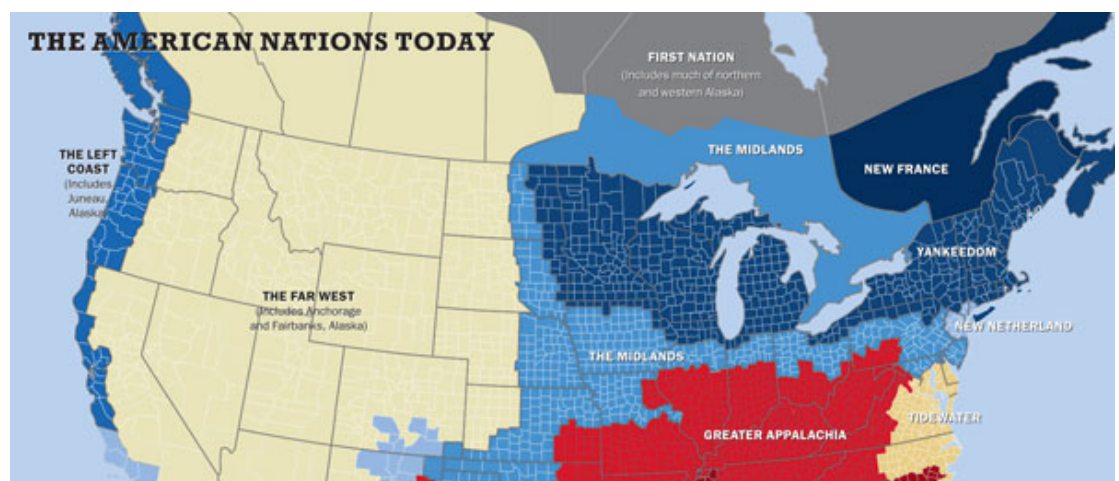 THE AMERICAN NATIONS TODAY
FIRST NATION
(Includes much of northern
and western Alaska)
THE MIDLANDS
THE LEFT
COAST
(Includes
Juneau,
Alaska)
NEW FRANCE
YANKEEDOM
THE FAR WEST
(Includes Anchorage
and Fairbanks, Alaska)
NEW NETHERLAND
THE MIDLANDS
TIDEWATER
GREATER APPALACHIA